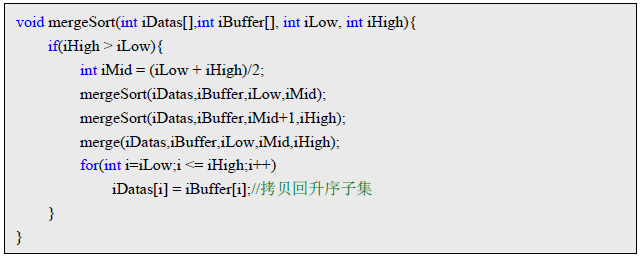 void mergeSort(int iDatas[],int iBuffer[], int iLow, int iHigh){
if(iHigh > iLow){
int iMid = (iLow + iHigh)/2;
mergeSort(iDatas,iBuffer,iLow,iMid);
mergeSort(iDatas,iBuffer,iMid+1,iHigh);
merge(iDatas,iBuffer,iLow,iMid,iHigh);
for(int i=iLow;i <= iHigh;i++)
iDatas[i] = iBuffer[i];//拷贝回升序子集
}
}